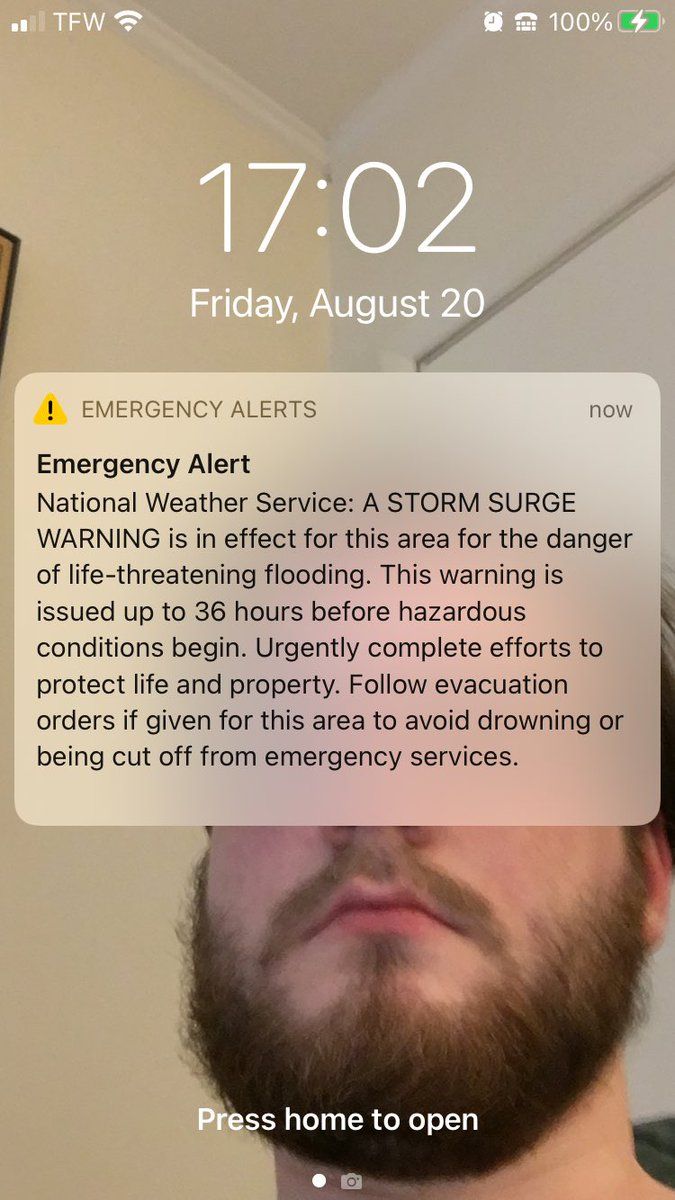 TFW 100%
17:02
Friday, August 20
EMERGENCY ALERTS now
Emergency Alert
National Weather Service: A STORM SURGE
WARNING is in effect for this area for the danger
of life-threatening flooding. This warning is
issued up to 36 hours before hazardous
conditions begin. Urgently complete efforts to
protect life and property. Follow evacuation
orders if given for this area to avoid drowning or
being cut off from emergency services.
Press home to open